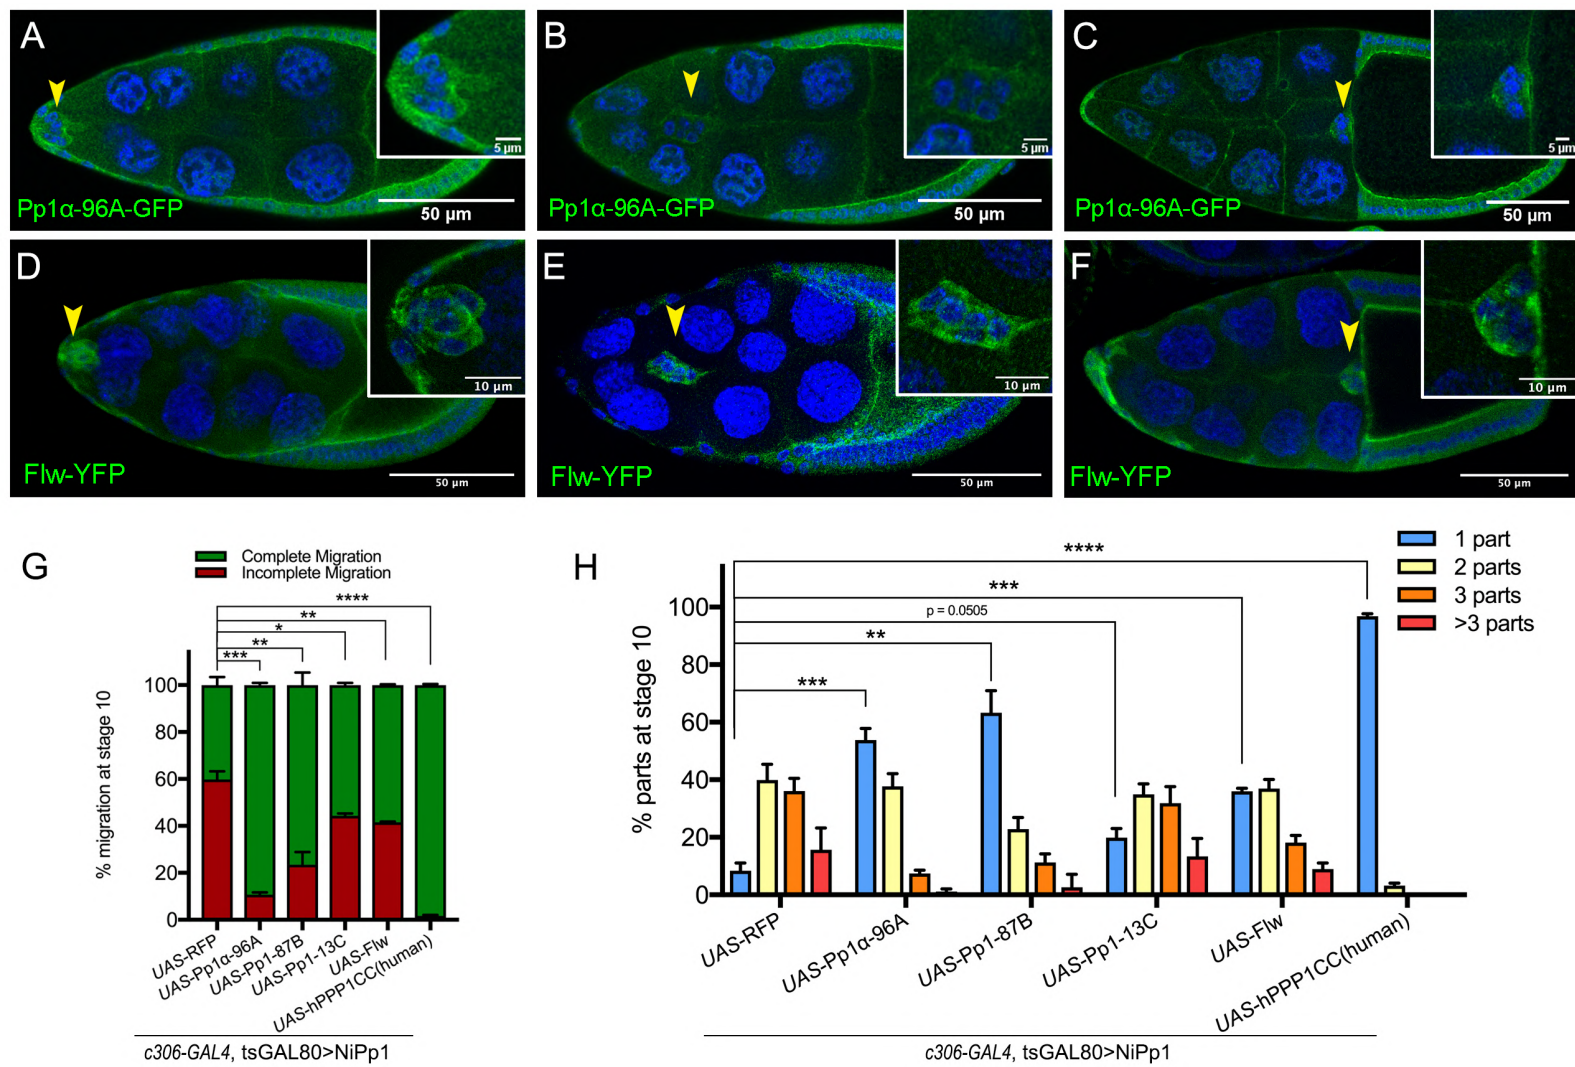 A
5 µm
Pp1α-96A-GFP
50 µm
B
5 µm
Pp1α-96A-GFP
50 µm
C
5 µm
Pp1α-96A-GFP
50 µm
D
10 µm
Flw-YFP
50 µm
E
10 µm
Flw-YFP
50 µm
F
10 µm
Flw-YFP
50 µm
G
Complete Migration
Incomplete Migration
****
**
*
**
***
% migration at stage 10
100
80
60
40
20
0
UAS-RFP
UAS-Pp1α-96A
UAS-Pp1-87B
UAS-Pp1-13C
UAS-Flw
UAS-hPPP1CC(human)
c306-GAL4, tsGAL80>NiPp1
H
1 part
2 parts
3 parts
>3 parts
****
***
p = 0.0505
**
***
% parts at stage 10
100
80
60
40
20
0
UAS-RFP
UAS-Pp1α-96A
UAS-Pp1-87B
UAS-Pp1-13C
UAS-Flw
UAS-hPPP1CC(human)
c306-GAL4, tsGAL80>NiPp1